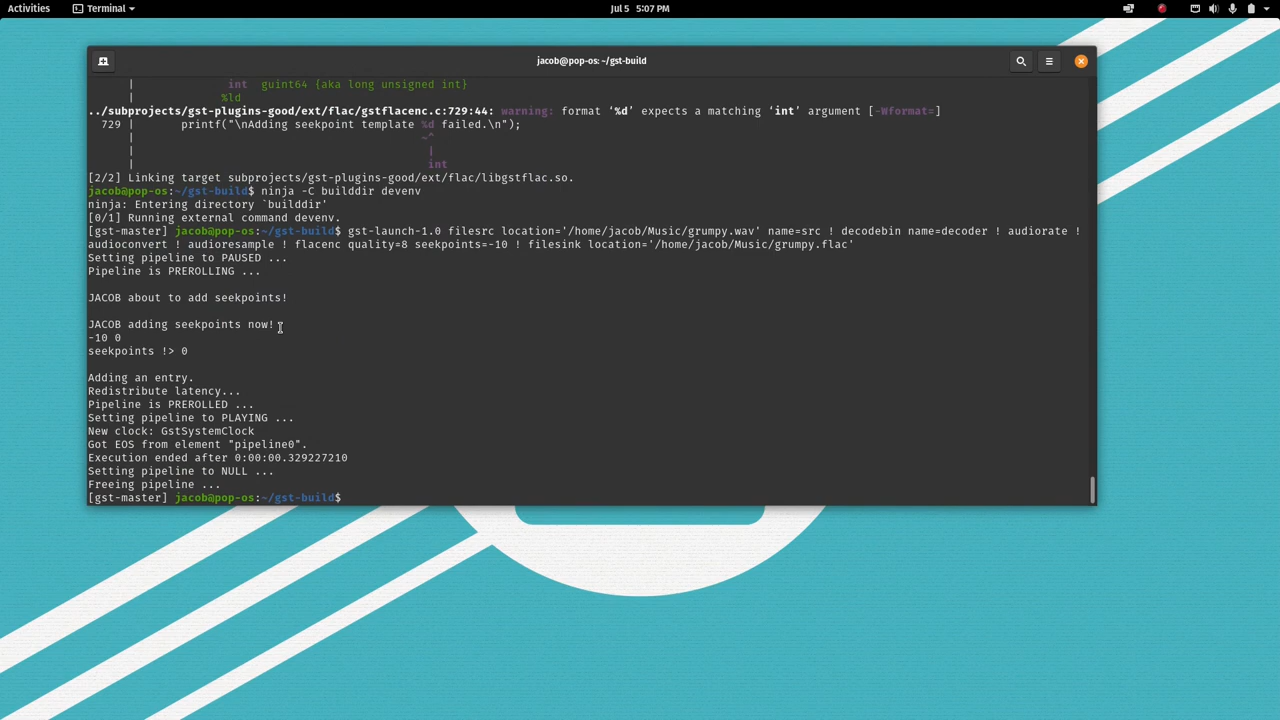 Activities
Terminal
Jul 5 5:07 PM
jacob@pop-os: ~/gst-build
| int guint64 {aka long unsigned int}
| %ld
../subprojects/gst-plugins-good/ext/flac/gstflacenc.c:729:44: warning: format ‘%d’ expects a matching ‘int’ argument [-Wformat=]
729 | printf("\nAdding seekpoint template %d failed.\n");
| ~^
| |
| int
[2/2] Linking target subprojects/gst-plugins-good/ext/flac/libgstflac.so.
jacob@pop-os:~/gst-build$ ninja -C builddir devenv
ninja: Entering directory `builddir'
[0/1] Running external command devenv.
[gst-master] jacob@pop-os:~/gst-build$ gst-launch-1.0 filesrc location='/home/jacob/Music/grumpy.wav' name=src ! decodebin name=decoder ! audiorate !
audioconvert ! audioresample ! flacenc quality=8 seekpoints=-10 ! filesink location='/home/jacob/Music/grumpy.flac'
Setting pipeline to PAUSED ...
Pipeline is PREROLLING ...
JACOB about to add seekpoints!
JACOB adding seekpoints now!
-10 0
seekpoints !> 0
Adding an entry.
Redistribute latency...
Pipeline is PREROLLED ...
Setting pipeline to PLAYING ...
New clock: GstSystemClock
Got EOS from element "pipeline0".
Execution ended after 0:00:00.329227210
Setting pipeline to NULL ...
Freeing pipeline ...
[gst-master] jacob@pop-os:~/gst-build$